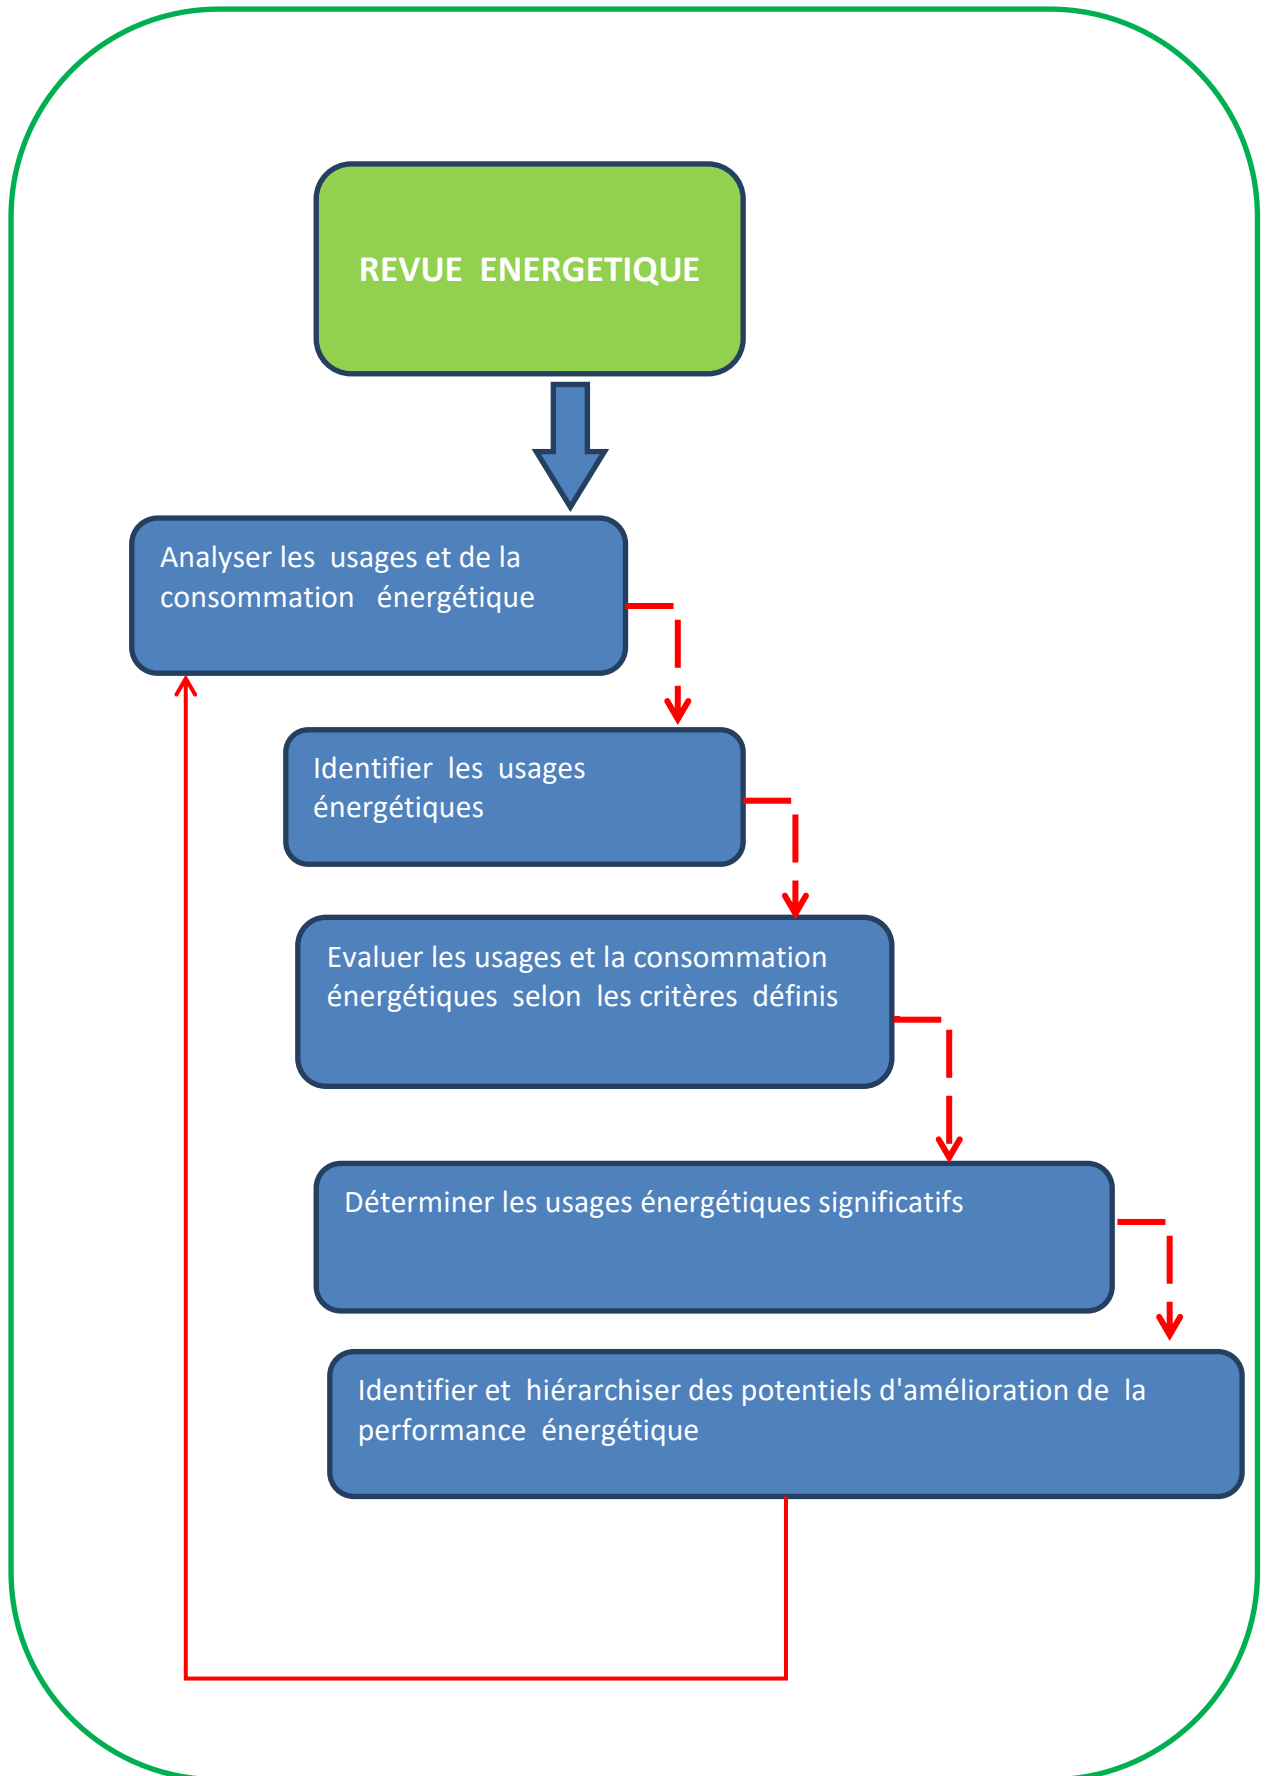 REVUE ENERGETIQUE
Analyser les usages et de la
consommation énergétique
Identifier les usages
énergétiques
Evaluer les usages et la consommation
énergétiques selon les critères définis
Déterminer les usages énergétiques significatifs
Identifier et hiérarchiser des potentiels d'amélioration de la
performance énergétique